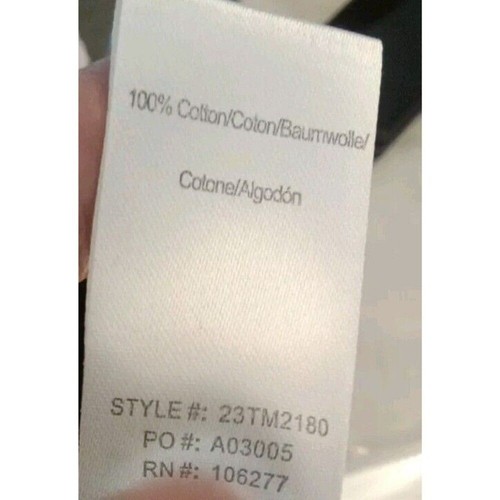 100% Cotton/Coton/Baumwolle/
Cotone/Algodón
STYLE #: 23TM2180
PO #: A03005
RN #: 106277